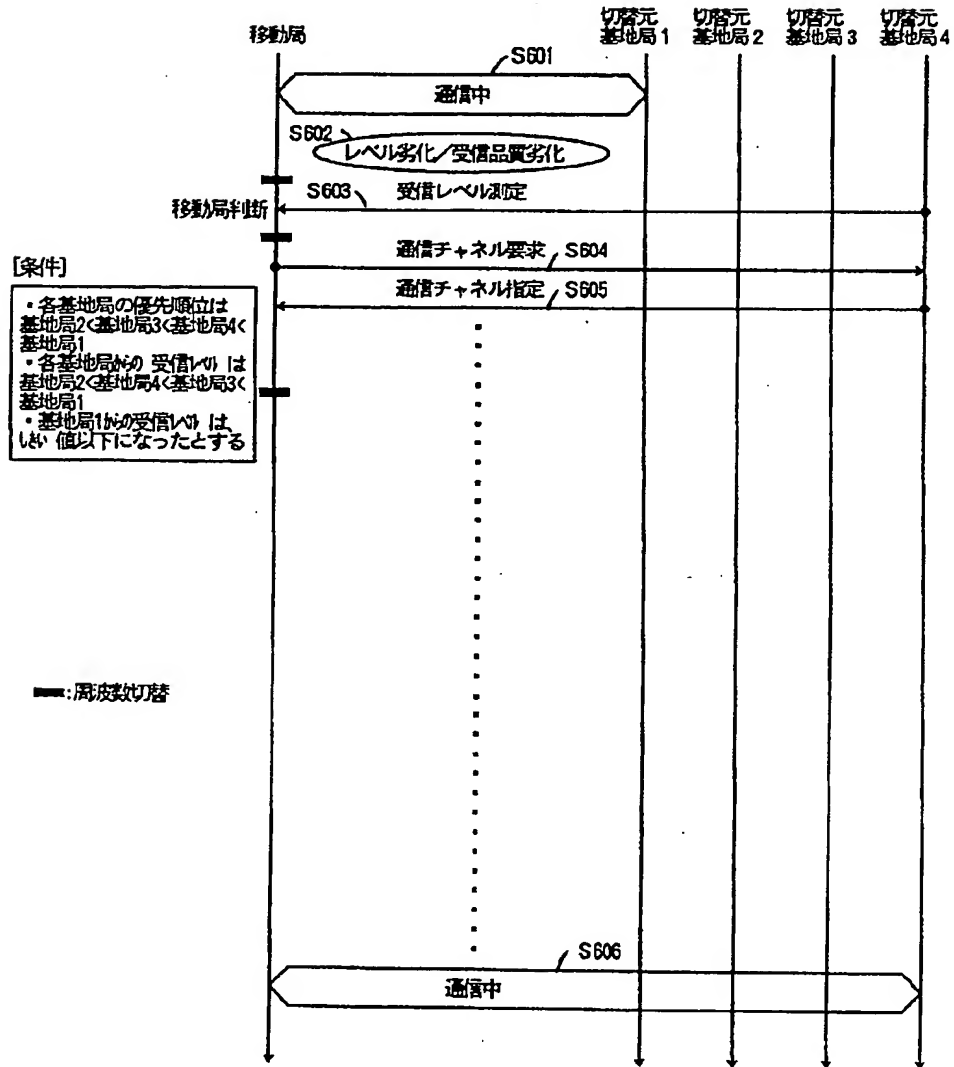 移動局
切替元
基地局1
切替元
基地局2
切替元
基地局3
切替元
基地局4
S601
通信中
S602
レベル劣化／受信品質劣化
S603
受信レベル測定
移動局判断
通信チャネル要求
S604
通信チャネル指定
S605
[条件]
・各基地局の優先順位は
基地局2<基地局3<基地局4<
基地局1
・各基地局からの 受信レベル は
基地局2<基地局4<基地局3<
基地局1
・基地局1からの受信レベル は、
しきい 値以下になったとする
:周波数切替
S606
通信中